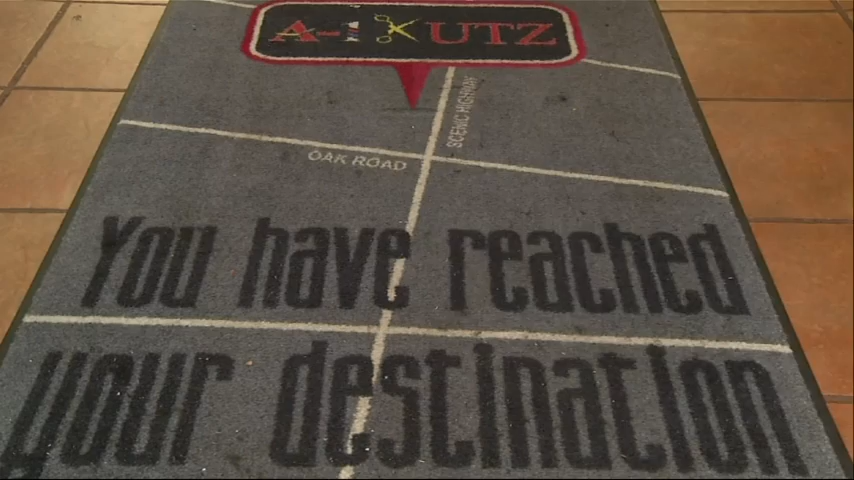 A-1 KUTZ
SCENIC HIGHWAY
OAK ROAD
You have reached
your destination